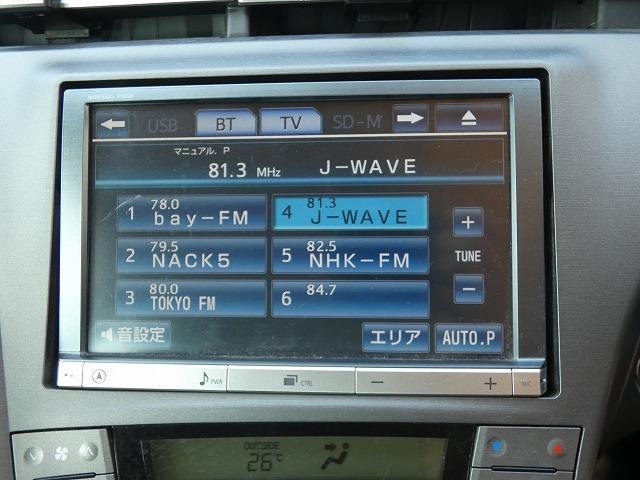 USB BT TV SD-M
マニュアル. P
81.3 MHz J-WAVE
1 78.0 bay-FM
4 81.3 J-WAVE
2 79.5 NACK5
5 82.5 NHK-FM
3 80.0 TOKYO FM
6 84.7
+
TUNE
−
音設定 エリア AUTO.P
PWR CTRL − + MIC
OUTSIDE
26℃